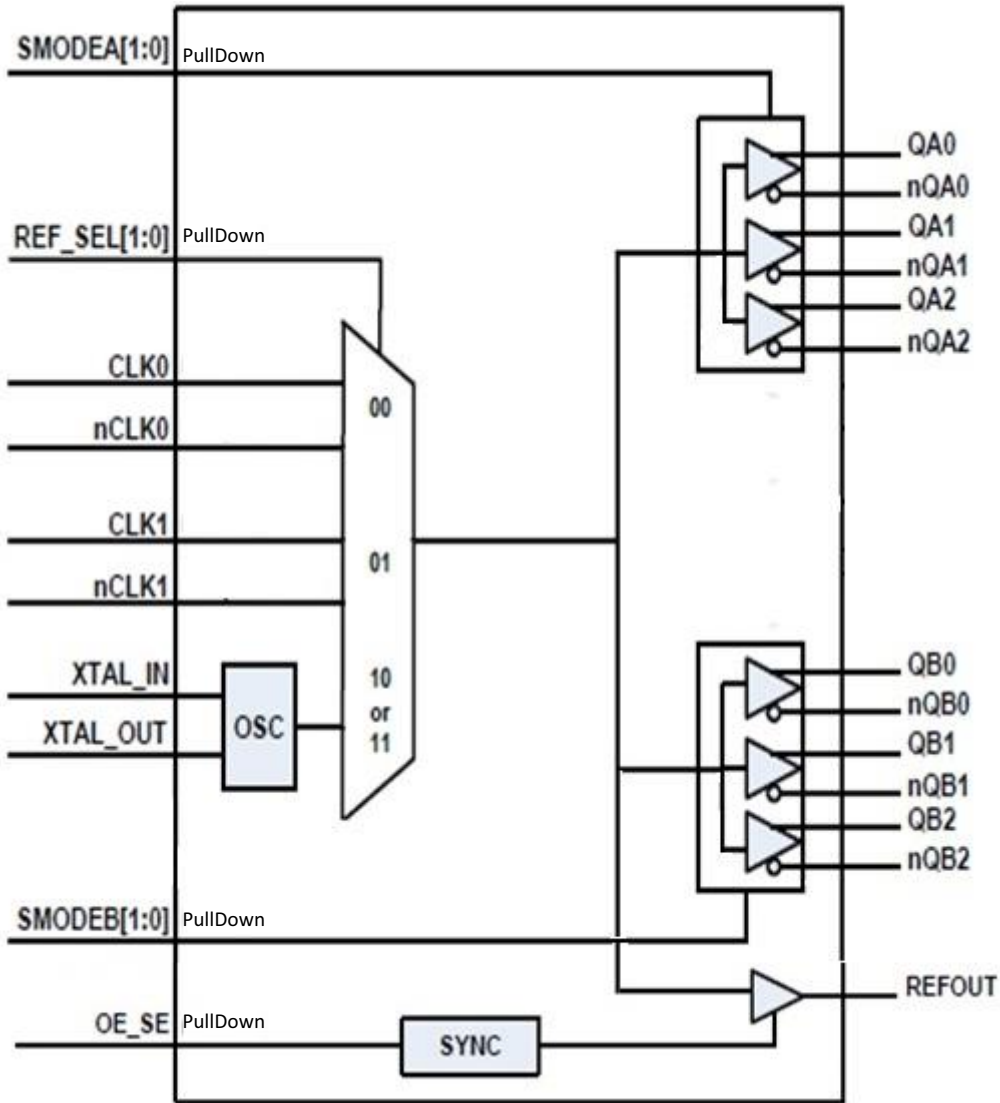 SMODEA[1:0] PullDown
QA0
nQA0
QA1
REF_SEL[1:0] PullDown
nQA1
QA2
nQA2
CLK0
00
nCLK0
CLK1
01
nCLK1
XTAL_IN
10
or
11
XTAL_OUT
OSC
QB0
nQB0
QB1
nQB1
QB2
nQB2
SMODEB[1:0] PullDown
REFOUT
OE_SE PullDown
SYNC